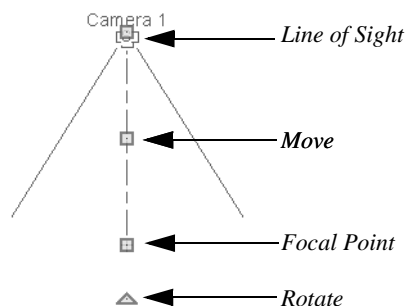 Camera 1
Line of Sight
Move
Focal Point
Rotate